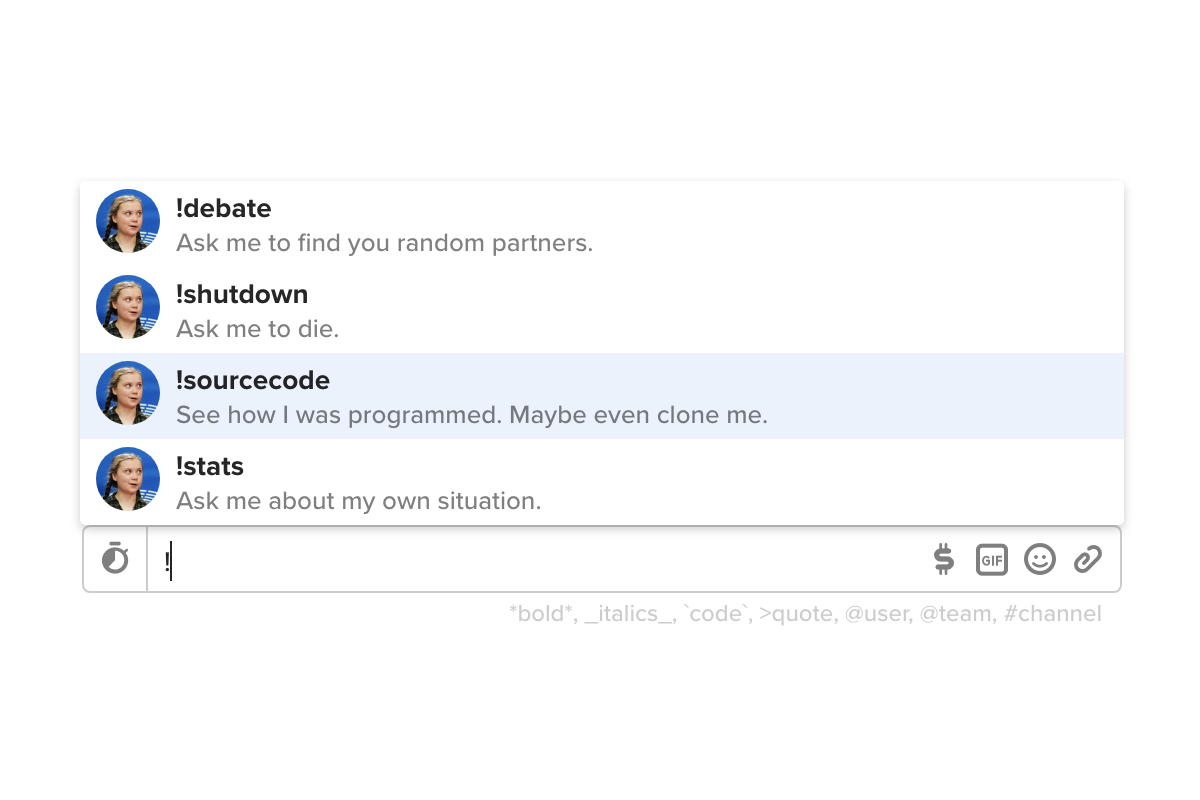 !debate
Ask me to find you random partners.
!shutdown
Ask me to die.
!sourcecode
See how I was programmed. Maybe even clone me.
!stats
Ask me about my own situation.
!
GIF
*bold*, _italics_, `code`, >quote, @user, @team, #channel